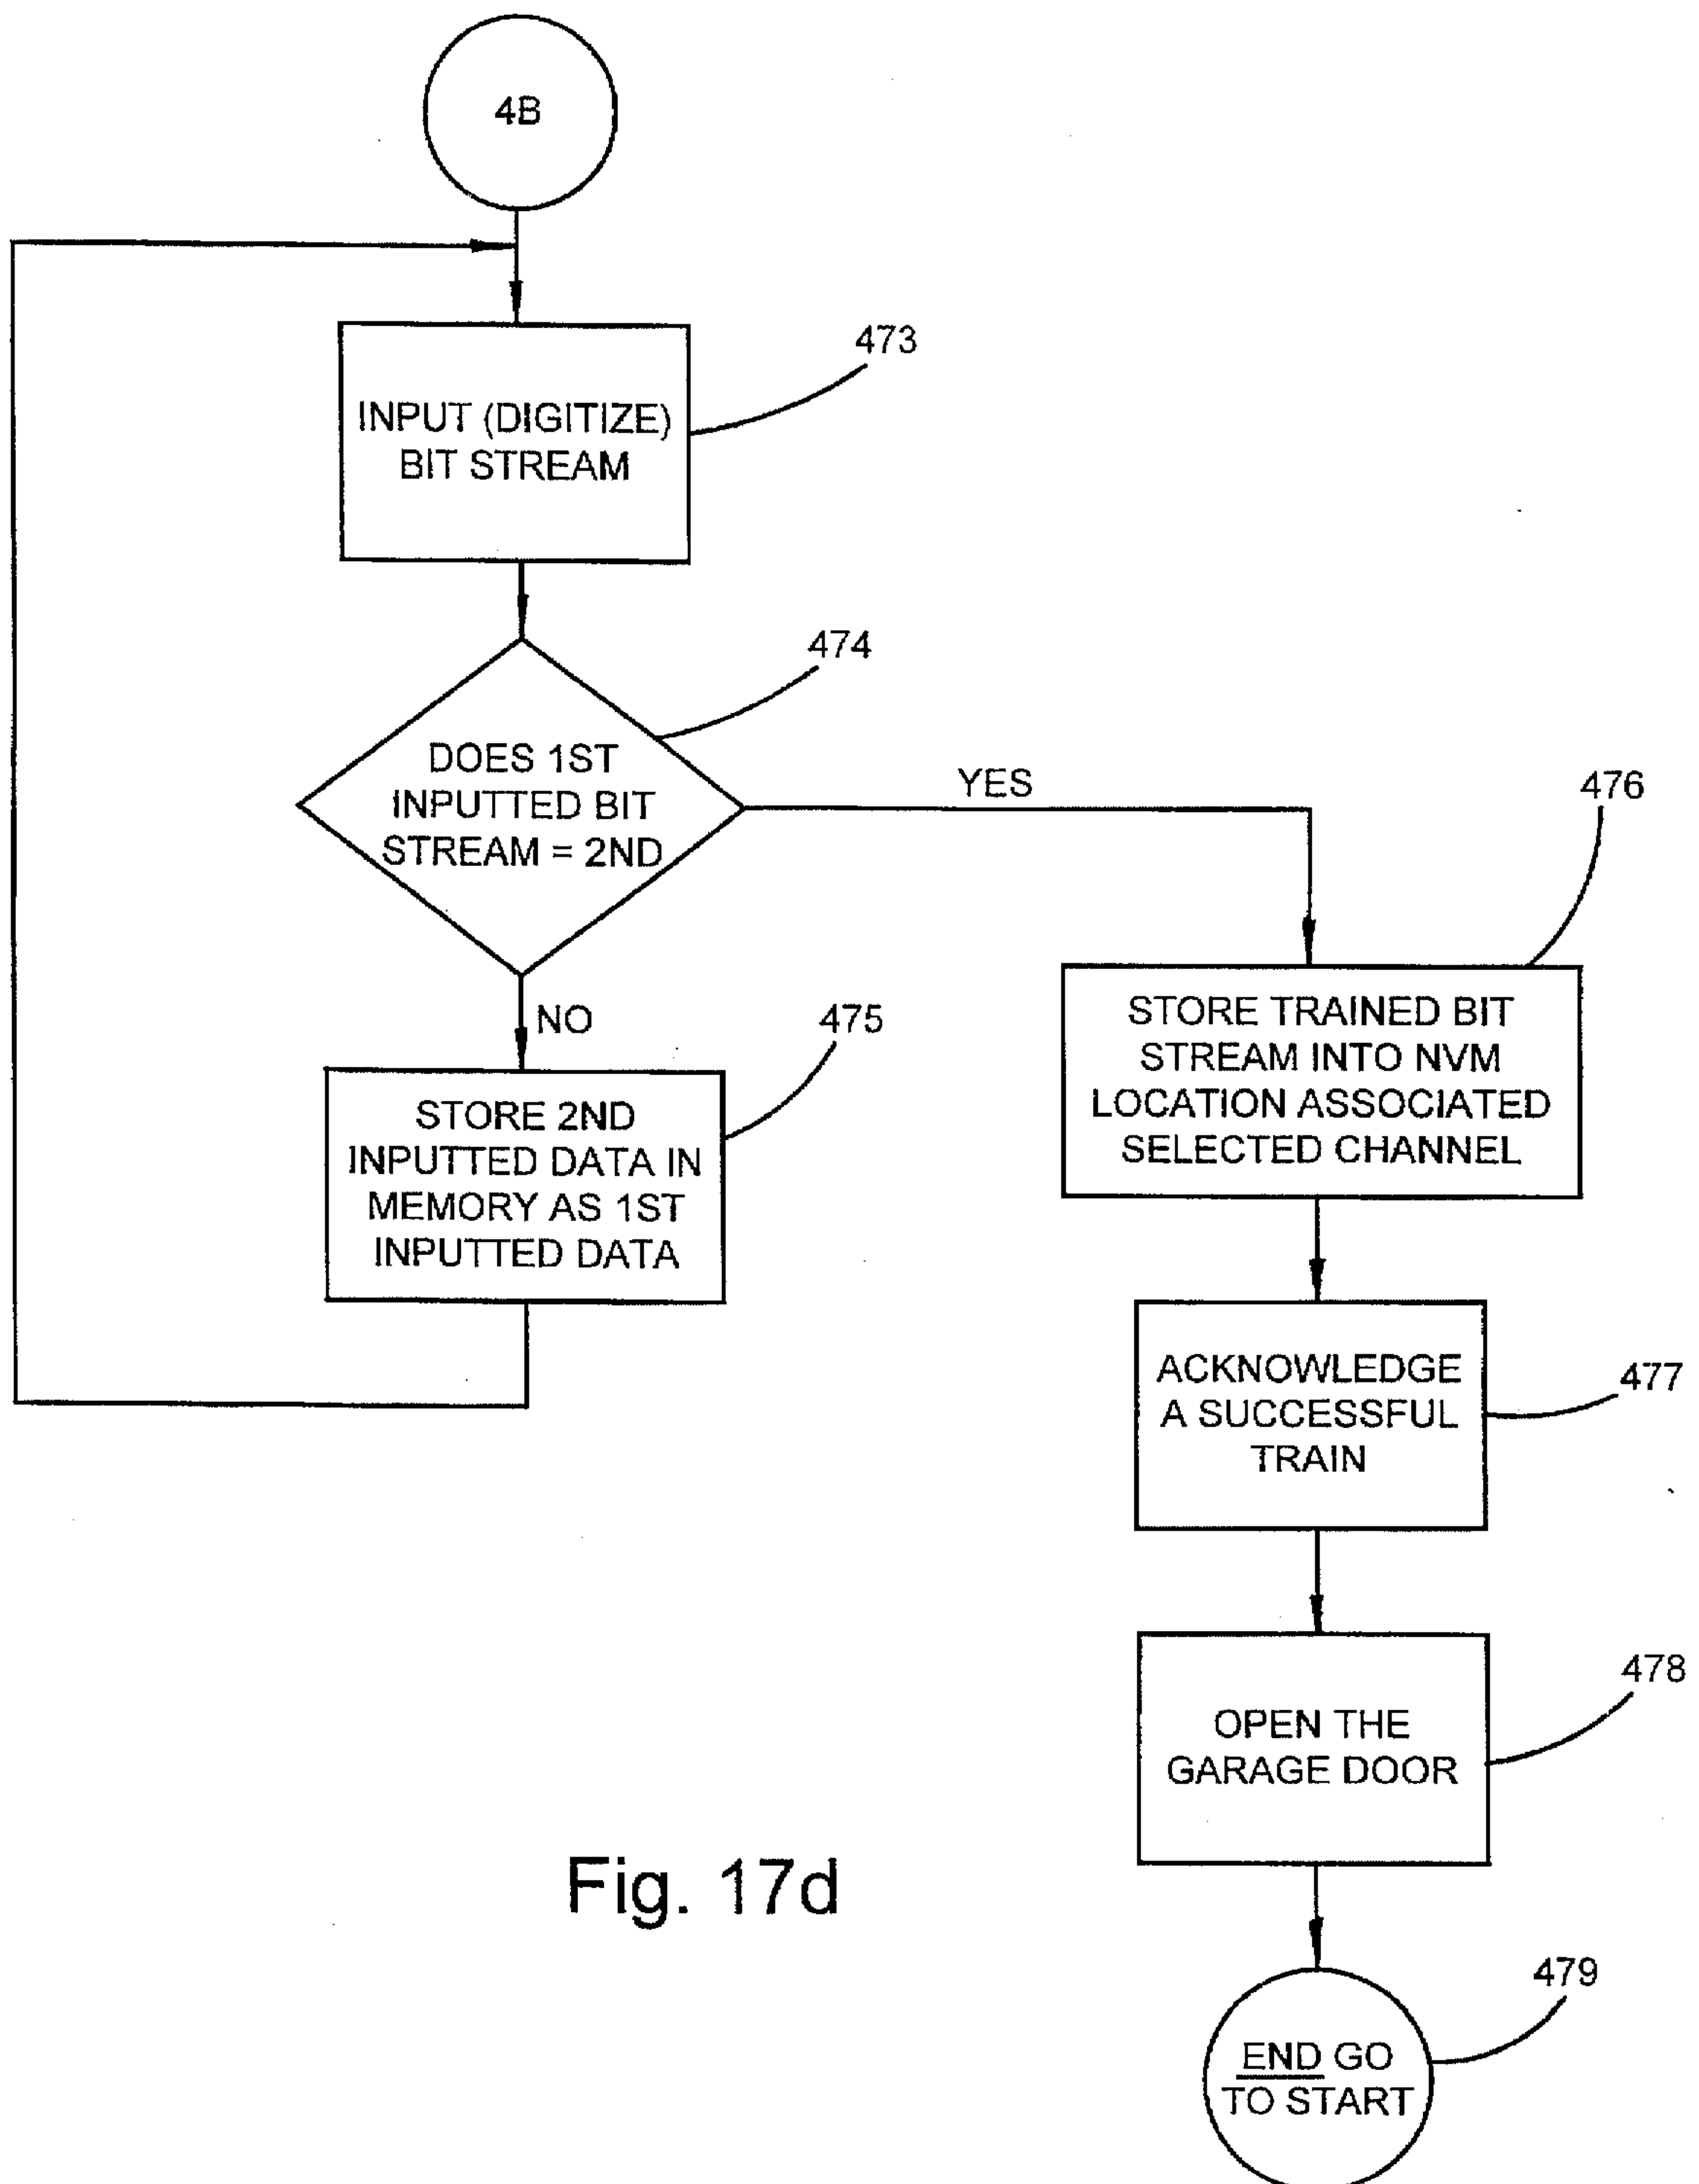 4B
473
INPUT (DIGITIZE)
BIT STREAM
474
DOES 1ST
INPUTTED BIT
STREAM = 2ND
YES
NO
475
STORE 2ND
INPUTTED DATA IN
MEMORY AS 1ST
INPUTTED DATA
476
STORE TRAINED BIT
STREAM INTO NVM
LOCATION ASSOCIATED
SELECTED CHANNEL
477
ACKNOWLEDGE
A SUCCESSFUL
TRAIN
478
OPEN THE
GARAGE DOOR
479
END GO
TO START
Fig. 17d